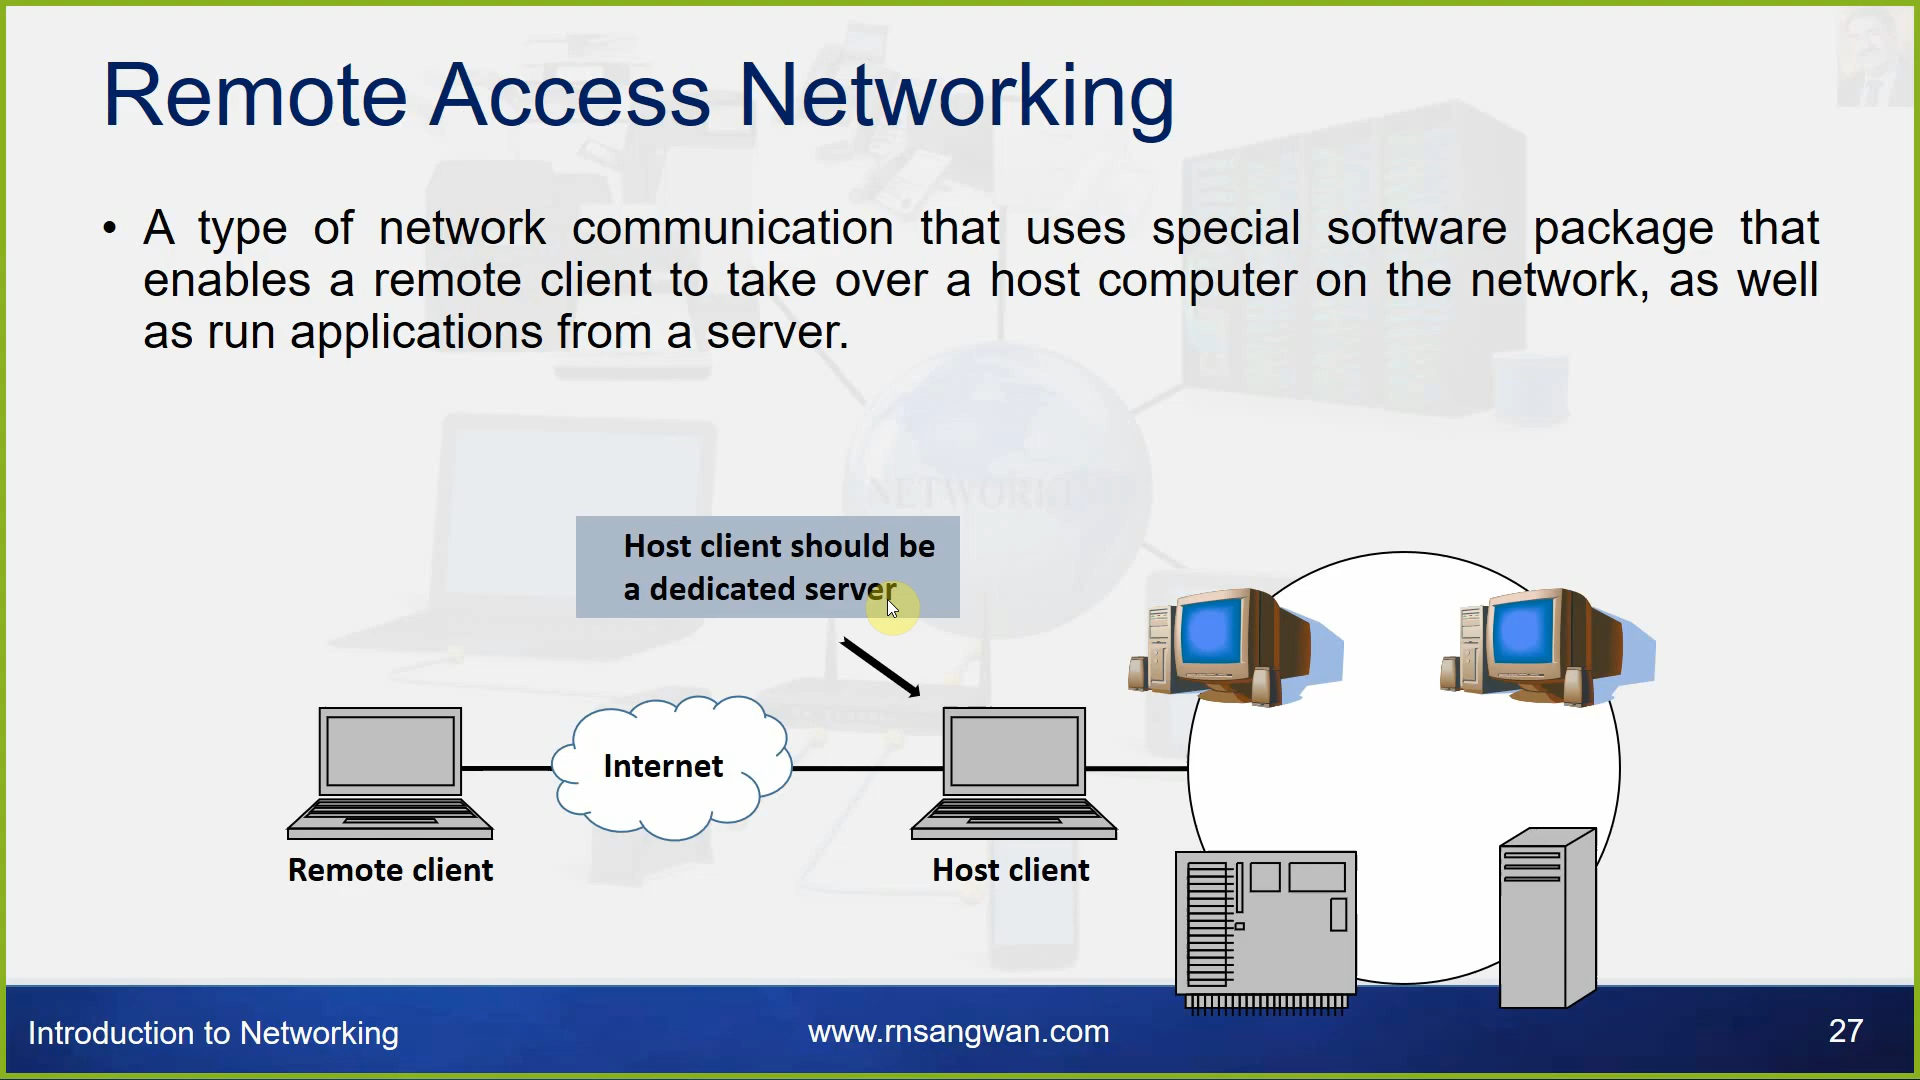 Remote Access Networking
• A type of network communication that uses special software package that
enables a remote client to take over a host computer on the network, as well
as run applications from a server.
NETWORK
Host client should be
a dedicated server
Internet
Remote client
Host client
Introduction to Networking
www.rnsangwan.com
27